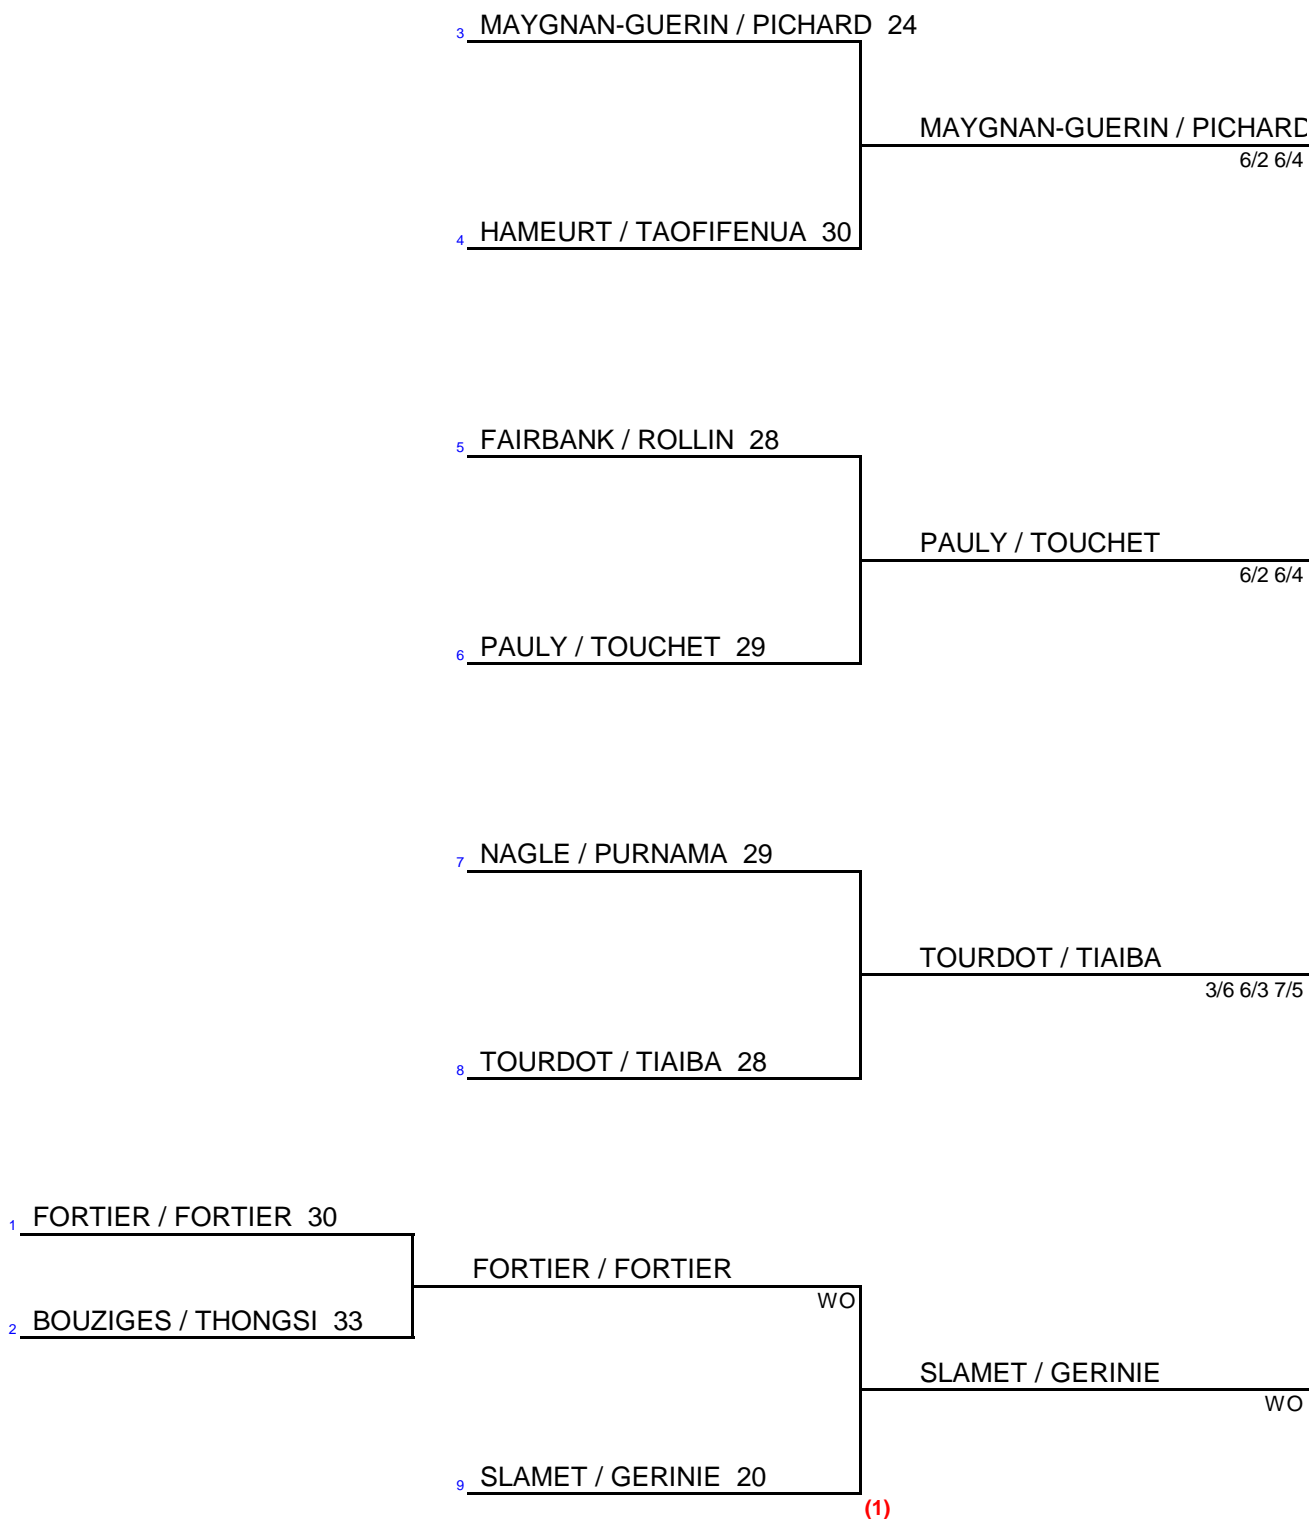 3 MAYGNAN-GUERIN / PICHARD 24
MAYGNAN-GUERIN / PICHARD
6/2 6/4
4 HAMEURT / TAOFIFENUA 30
5 FAIRBANK / ROLLIN 28
PAULY / TOUCHET
6/2 6/4
6 PAULY / TOUCHET 29
7 NAGLE / PURNAMA 29
TOURDOT / TIAIBA
3/6 6/3 7/5
8 TOURDOT / TIAIBA 28
1 FORTIER / FORTIER 30
FORTIER / FORTIER
WO
2 BOUZIGES / THONGSI 33
SLAMET / GERINIE
WO
9 SLAMET / GERINIE 20
(1)